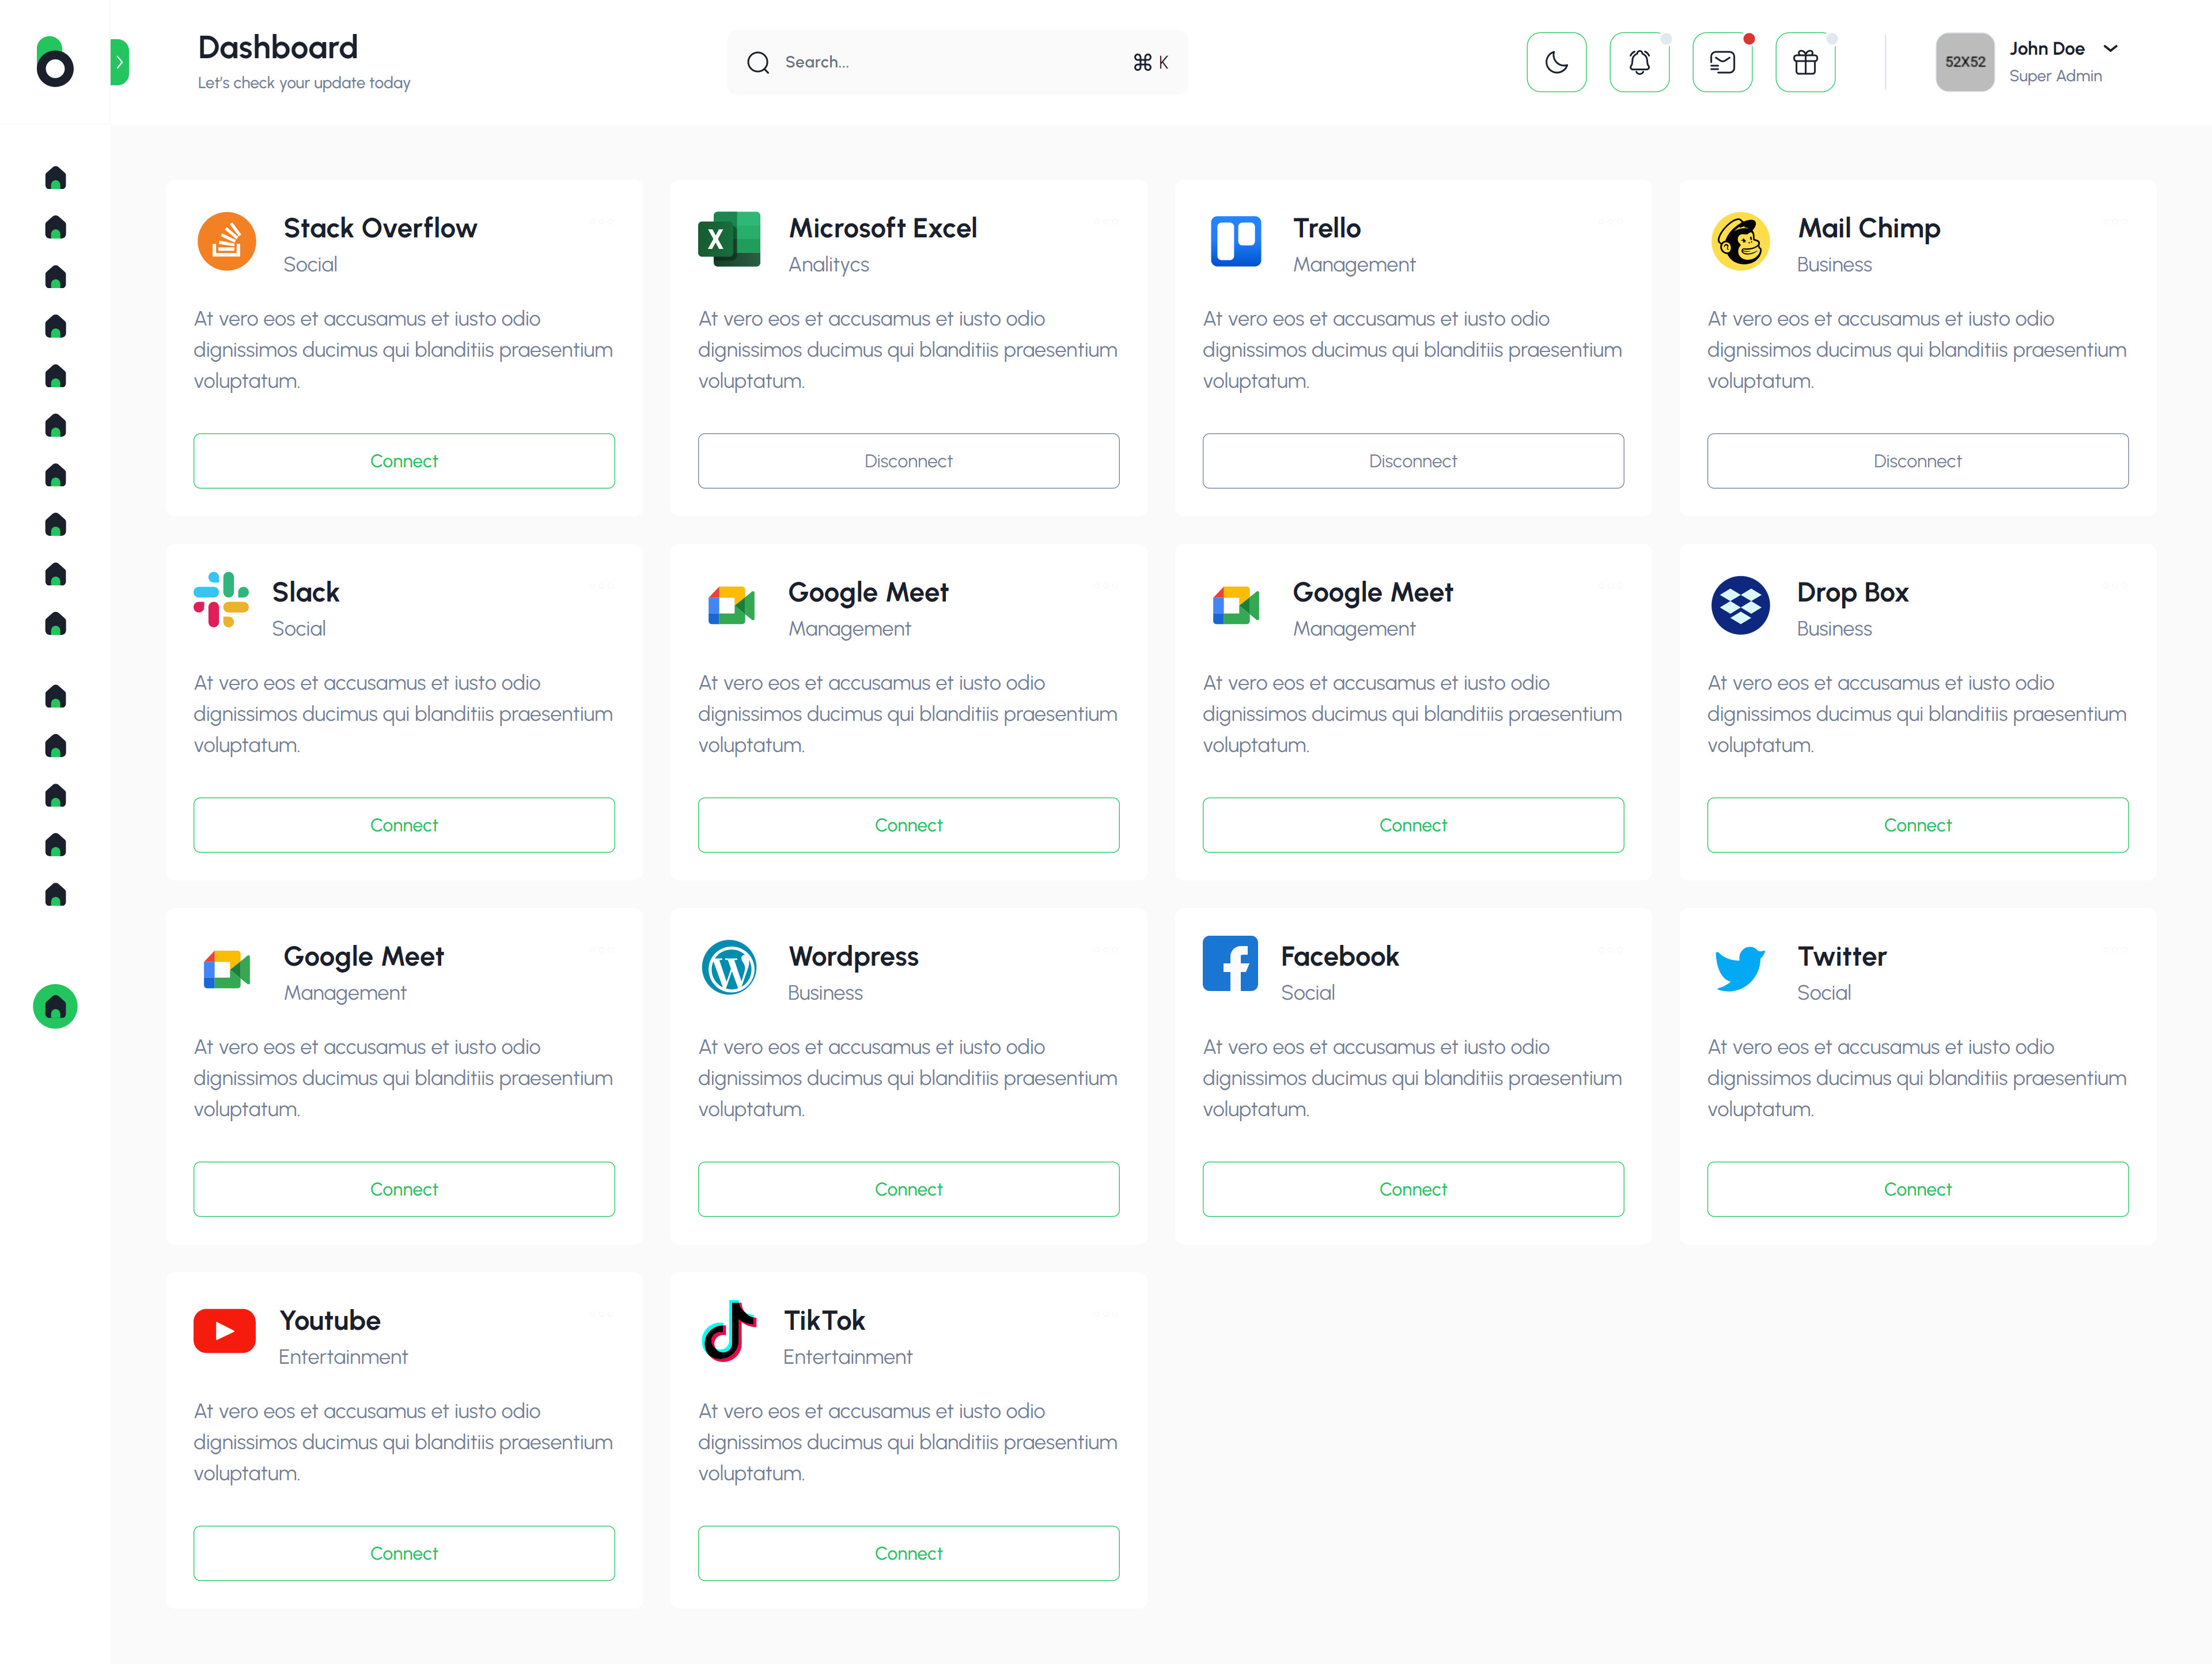 Dashboard
Let's check your update today
Search...
⌘ K
52X52
John Doe
Super Admin
Stack Overflow
Social
At vero eos et accusamus et iusto odio
dignissimos ducimus qui blanditiis praesentium
voluptatum.
Connect
Microsoft Excel
Analitycs
At vero eos et accusamus et iusto odio
dignissimos ducimus qui blanditiis praesentium
voluptatum.
Disconnect
Trello
Management
At vero eos et accusamus et iusto odio
dignissimos ducimus qui blanditiis praesentium
voluptatum.
Disconnect
Mail Chimp
Business
At vero eos et accusamus et iusto odio
dignissimos ducimus qui blanditiis praesentium
voluptatum.
Disconnect
Slack
Social
At vero eos et accusamus et iusto odio
dignissimos ducimus qui blanditiis praesentium
voluptatum.
Connect
Google Meet
Management
At vero eos et accusamus et iusto odio
dignissimos ducimus qui blanditiis praesentium
voluptatum.
Connect
Google Meet
Management
At vero eos et accusamus et iusto odio
dignissimos ducimus qui blanditiis praesentium
voluptatum.
Connect
Drop Box
Business
At vero eos et accusamus et iusto odio
dignissimos ducimus qui blanditiis praesentium
voluptatum.
Connect
Google Meet
Management
At vero eos et accusamus et iusto odio
dignissimos ducimus qui blanditiis praesentium
voluptatum.
Connect
Wordpress
Business
At vero eos et accusamus et iusto odio
dignissimos ducimus qui blanditiis praesentium
voluptatum.
Connect
Facebook
Social
At vero eos et accusamus et iusto odio
dignissimos ducimus qui blanditiis praesentium
voluptatum.
Connect
Twitter
Social
At vero eos et accusamus et iusto odio
dignissimos ducimus qui blanditiis praesentium
voluptatum.
Connect
Youtube
Entertainment
At vero eos et accusamus et iusto odio
dignissimos ducimus qui blanditiis praesentium
voluptatum.
Connect
TikTok
Entertainment
At vero eos et accusamus et iusto odio
dignissimos ducimus qui blanditiis praesentium
voluptatum.
Connect